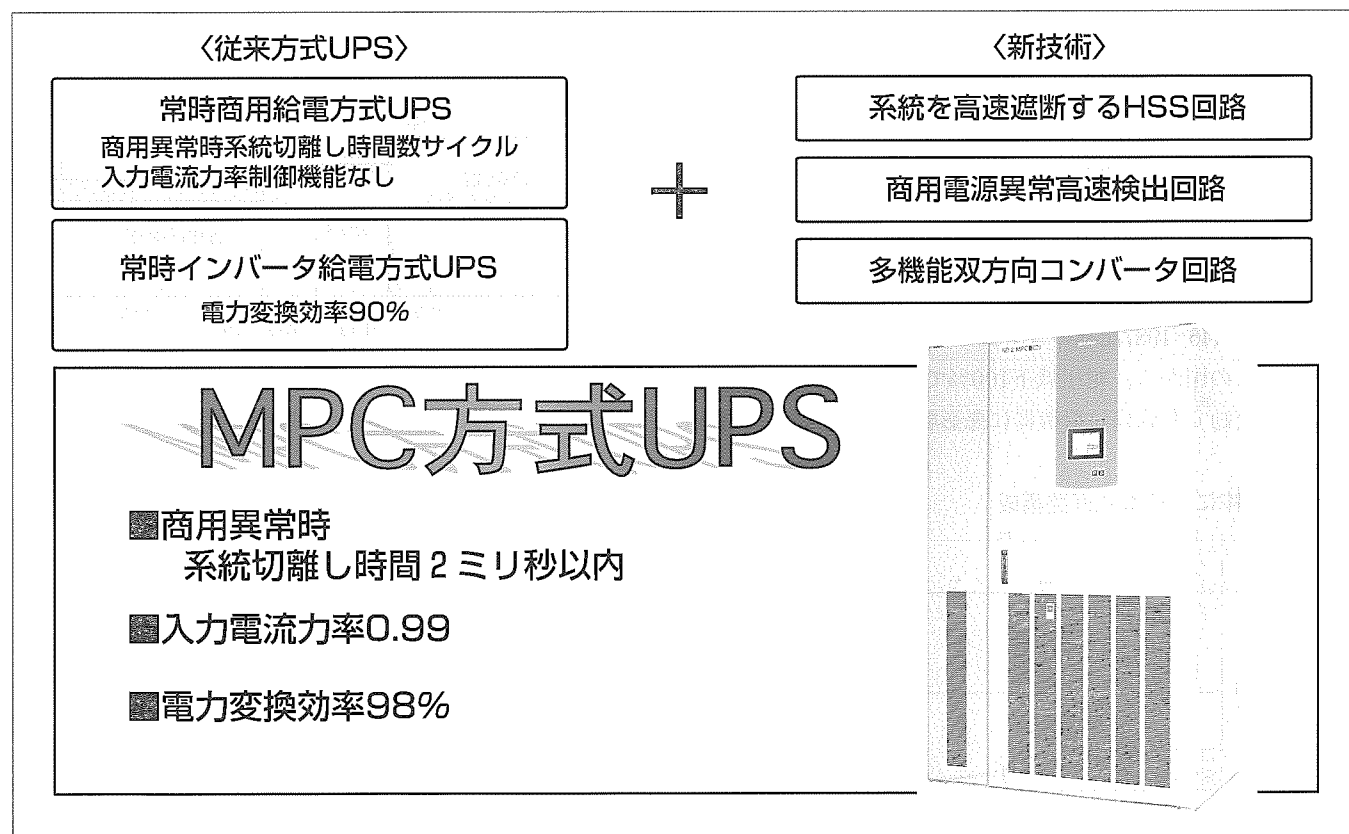 〈従来方式UPS〉
常時商用給電方式UPS
商用異常時系統切離し時間数サイクル
入力電流力率制御機能なし
常時インバータ給電方式UPS
電力変換効率90%
＋
〈新技術〉
系統を高速遮断するHSS回路
商用電源異常高速検出回路
多機能双方向コンバータ回路
MPC方式UPS
■商用異常時
系統切離し時間2ミリ秒以内
■入力電流力率0.99
■電力変換効率98%